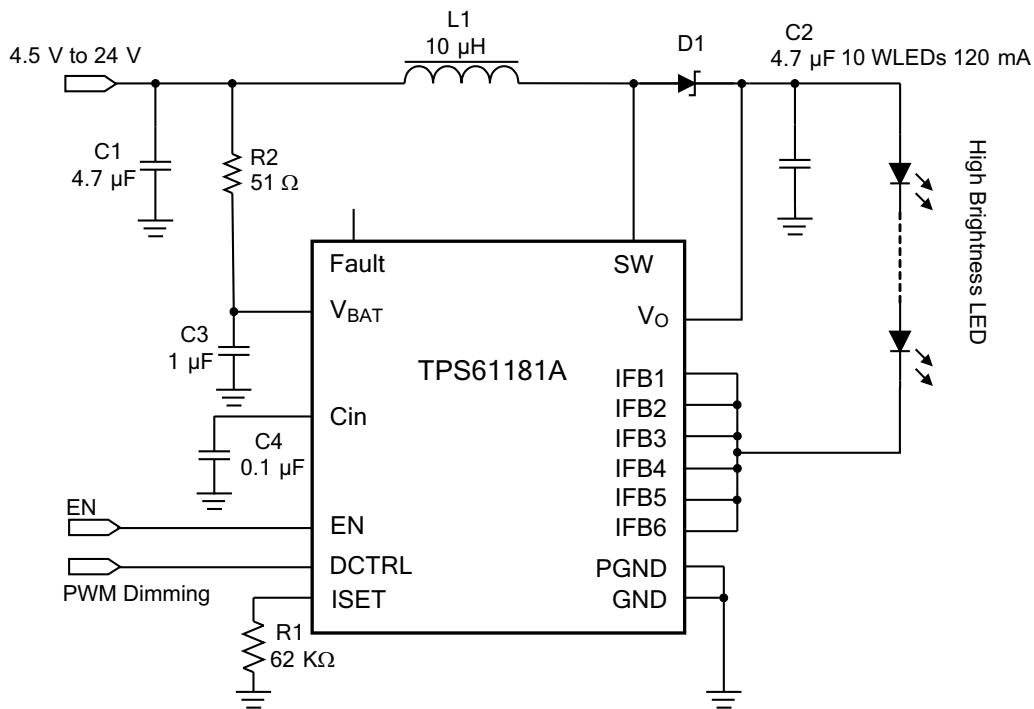 L1
10 µH
4.5 V to 24 V
D1
C2
4.7 µF
10 WLEDs 120 mA
C1
4.7 µF
R2
51 Ω
High Brightness LED
Fault
SW
VBAT
VO
C3
1 µF
TPS61181A
IFB1
Cin
IFB2
C4
0.1 µF
IFB3
IFB4
IFB5
EN
EN
IFB6
DCTRL
PGND
PWM Dimming
ISET
GND
R1
62 KΩ